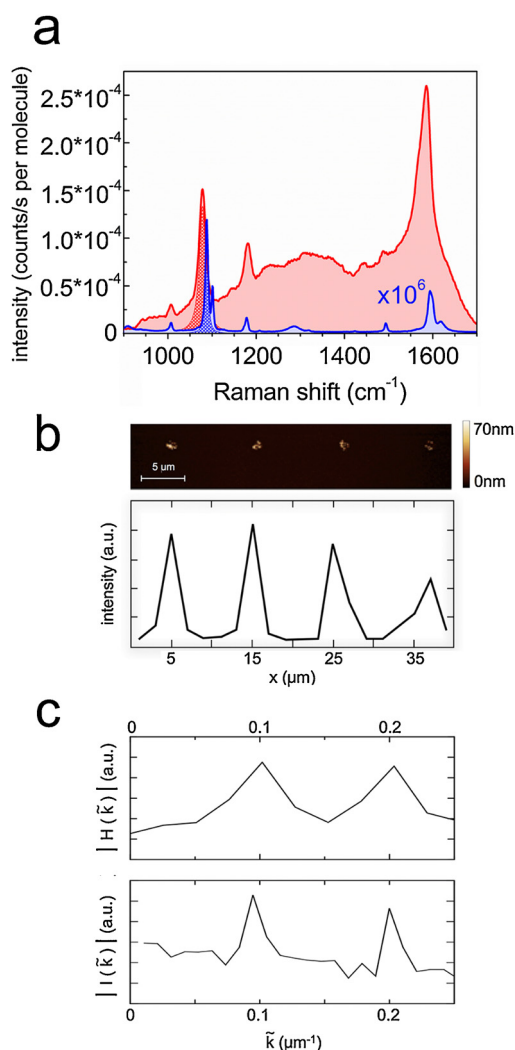 a
intensity (counts/s per molecule)
2.5*10⁻⁴
2.0*10⁻⁴
1.5*10⁻⁴
1.0*10⁻⁴
0.5*10⁻⁴
0
x10⁶
1000 1200 1400 1600
Raman shift (cm⁻¹)
b
5 µm
70nm
0nm
intensity (a.u.)
5 15 25 35
x (µm)
c
0 0.1 0.2
| H ( k̃ ) | (a.u.)
| I ( k̃ ) | (a.u.)
0 0.1 0.2
k̃ (µm⁻¹)